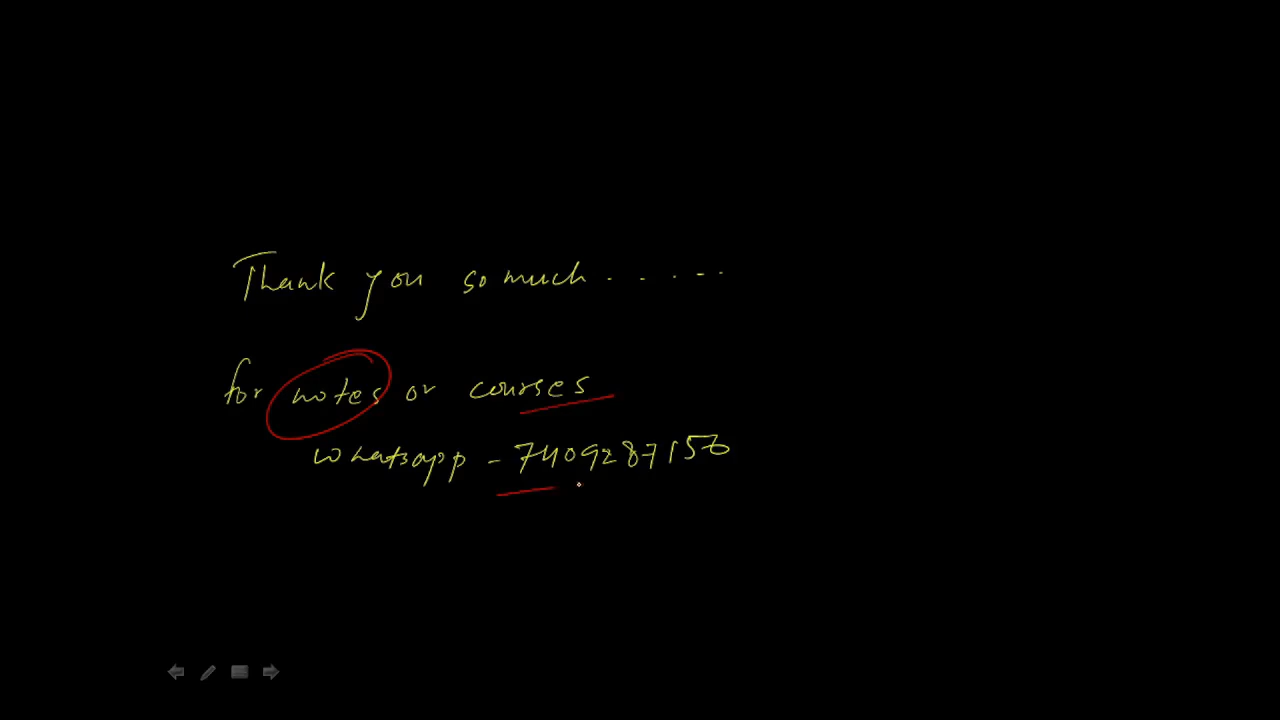 Thank you so much . . . . .
for notes or courses
whatsapp - 7409287156